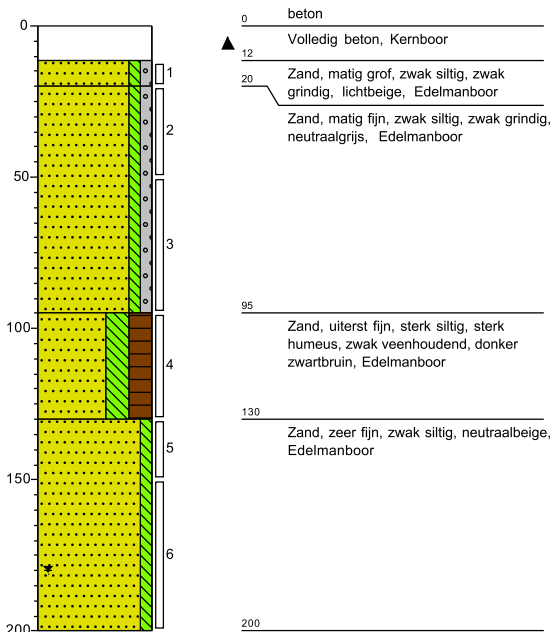 0
50
100
150
200
1
2
3
4
5
6
0
beton
Volledig beton, Kernboor
12
Zand, matig grof, zwak siltig, zwak
grindig, lichtbeige, Edelmanboor
20
Zand, matig fijn, zwak siltig, zwak grindig,
neutraalgrijs, Edelmanboor
95
Zand, uiterst fijn, sterk siltig, sterk
humeus, zwak veenhoudend, donker
zwartbruin, Edelmanboor
130
Zand, zeer fijn, zwak siltig, neutraalbeige,
Edelmanboor
200